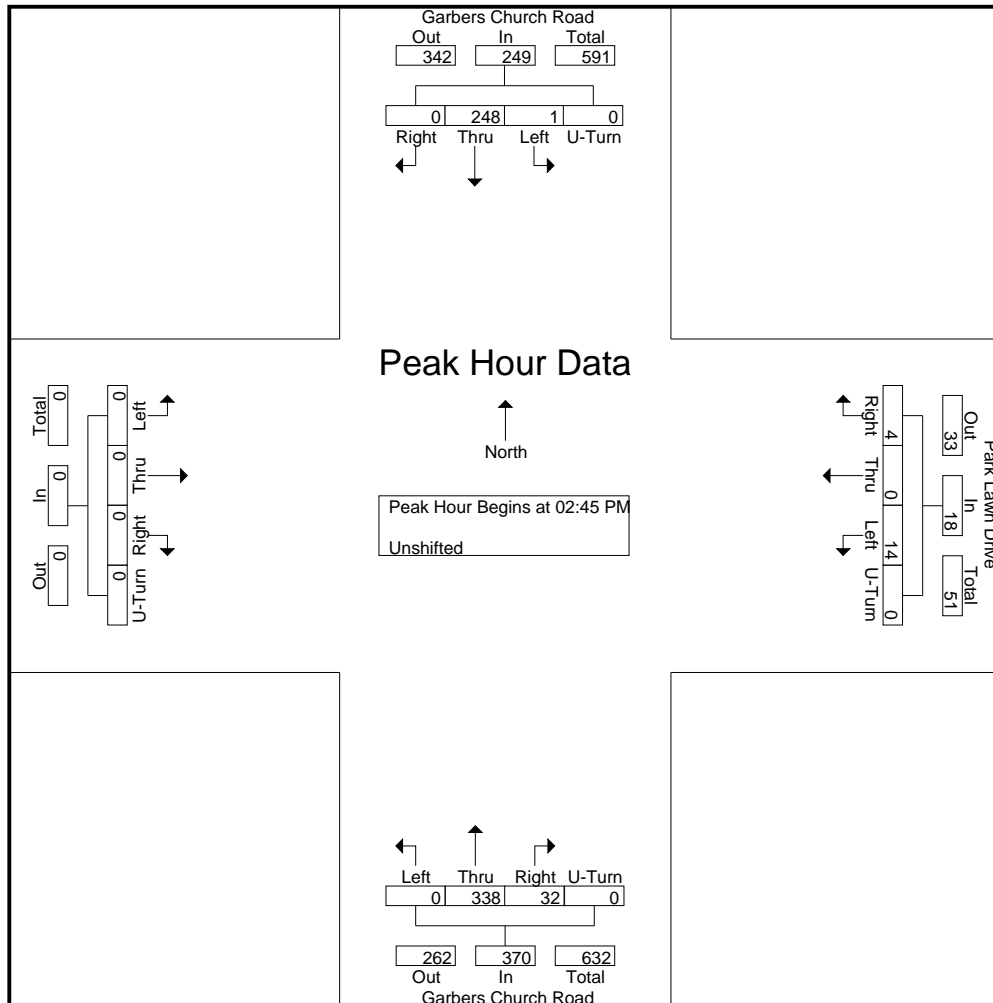 Garbers Church Road
Out In Total
342 249 591
0 248 1 0
Right Thru Left U-Turn
Peak Hour Data
North
Peak Hour Begins at 02:45 PM
Unshifted
Total In Out
0 0 0
0 0 0 0
Left Thru Right U-Turn
Park Lawn Drive
Out In Total
33 18 51
4 0 14 0
Right Thru Left U-Turn
Left Thru Right U-Turn
0 338 32 0
262 370 632
Out In Total
Garbers Church Road